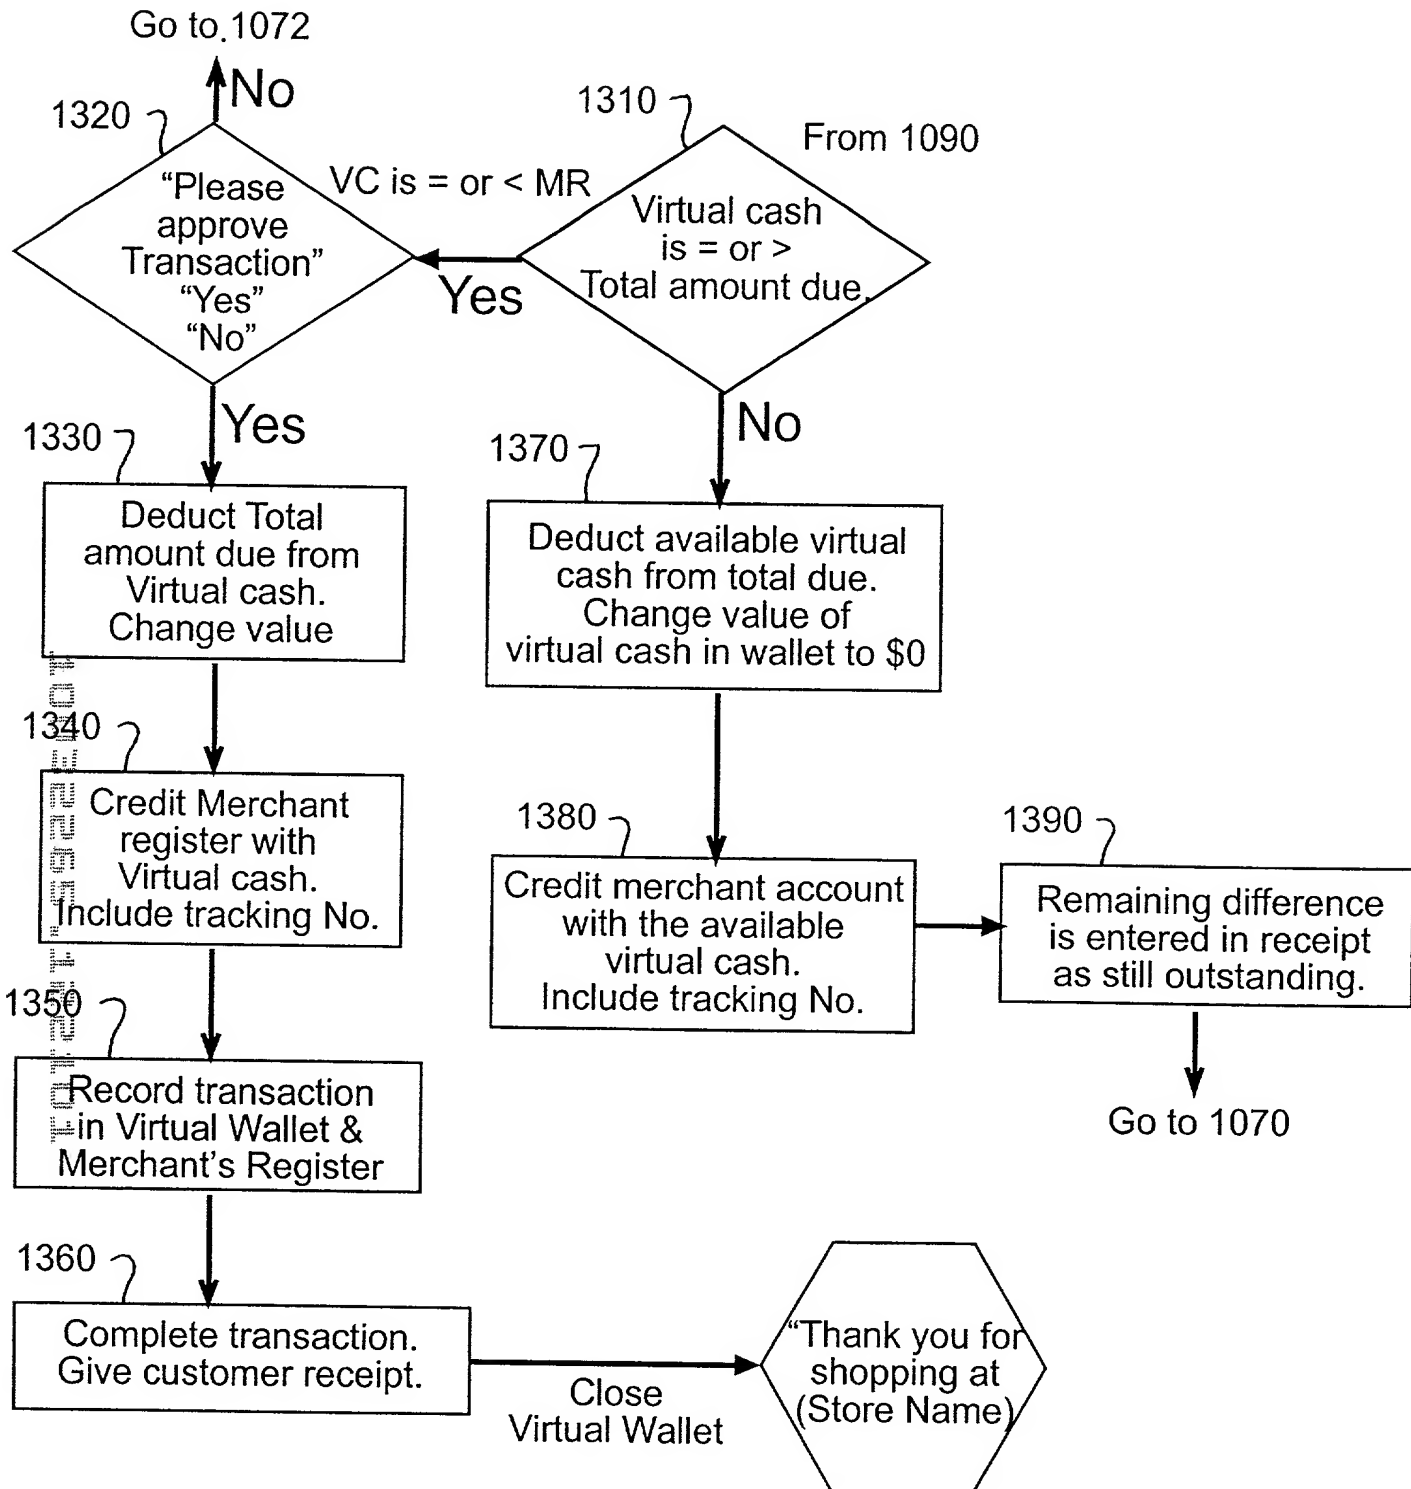 Go to 1072
No
1320
1310
From 1090
"Please
approve
Transaction"
"Yes"
"No"
VC is = or < MR
Yes
Virtual cash
is = or >
Total amount due.
Yes
No
1330
Deduct Total
amount due from
Virtual cash.
Change value
1370
Deduct available virtual
cash from total due.
Change value of
virtual cash in wallet to $0
1340
Credit Merchant
register with
Virtual cash.
Include tracking No.
1380
Credit merchant account
with the available
virtual cash.
Include tracking No.
1390
Remaining difference
is entered in receipt
as still outstanding.
Go to 1070
1350
Record transaction
in Virtual Wallet &
Merchant's Register
1360
Complete transaction.
Give customer receipt.
Close
Virtual Wallet
"Thank you for
shopping at
(Store Name)